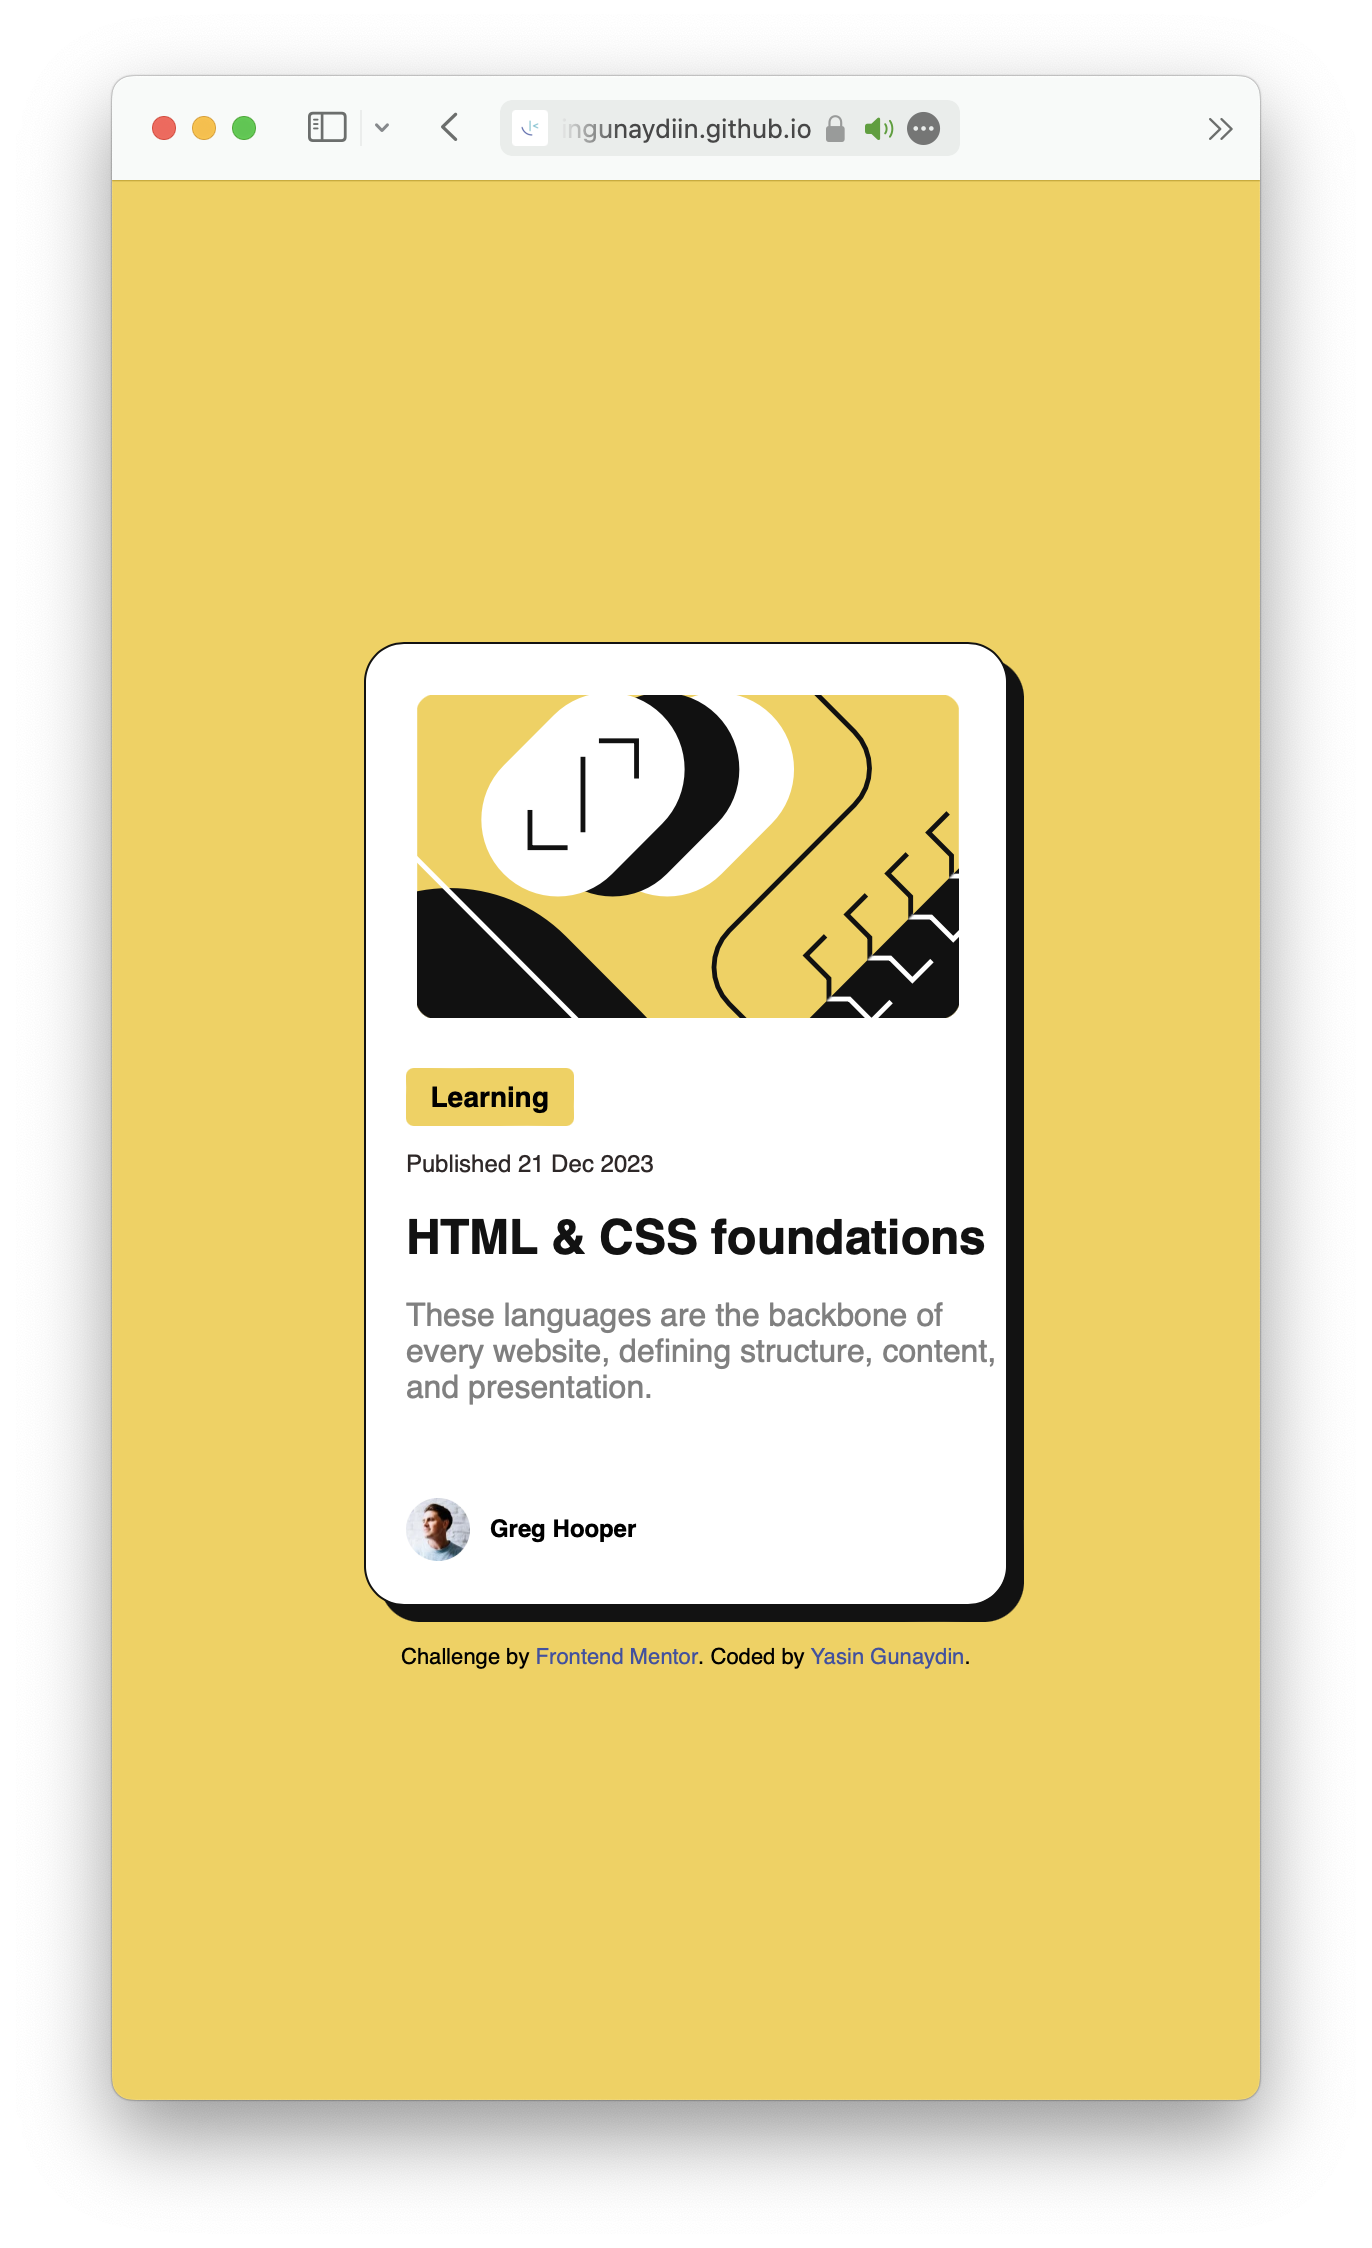 ingunaydiin.github.io
Learning
Published 21 Dec 2023
HTML & CSS foundations
These languages are the backbone of
every website, defining structure, content,
and presentation.
Greg Hooper
Challenge by Frontend Mentor. Coded by Yasin Gunaydin.